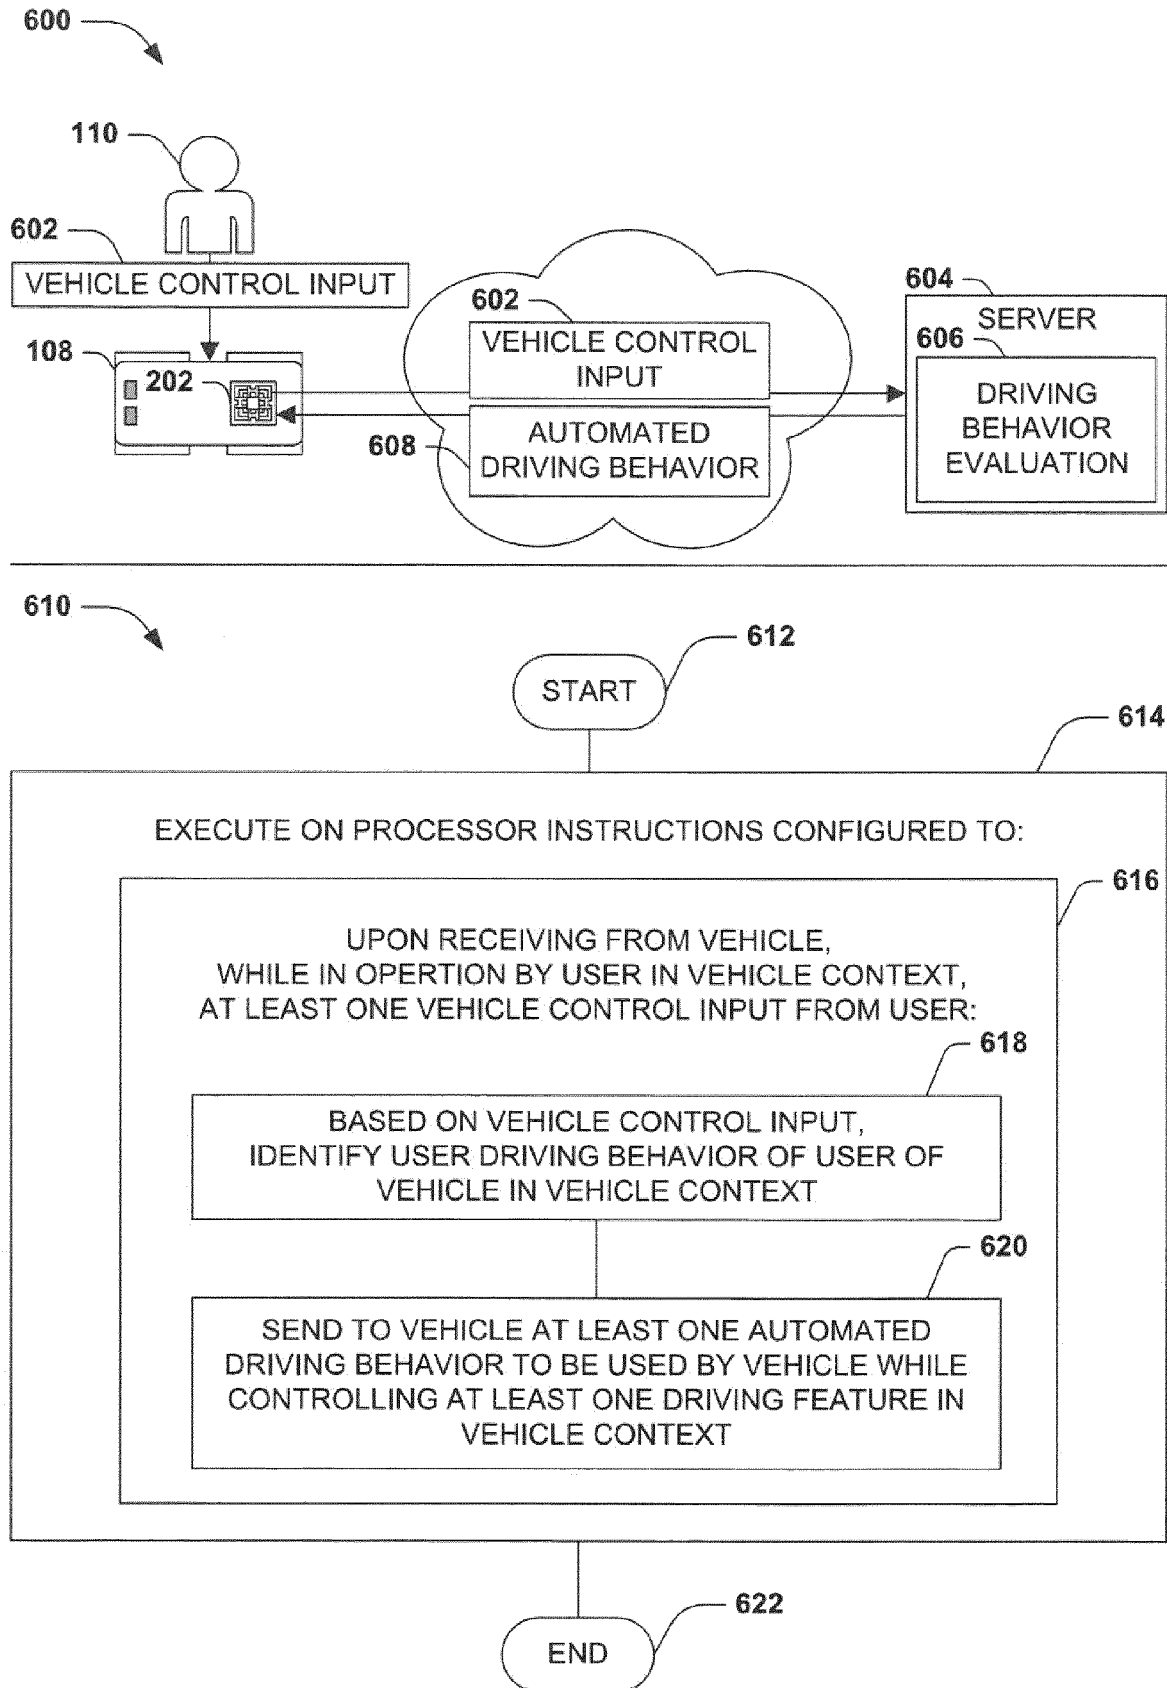 600
110
602
VEHICLE CONTROL INPUT
108
202
602
VEHICLE CONTROL
INPUT
608
AUTOMATED
DRIVING BEHAVIOR
604
SERVER
606
DRIVING
BEHAVIOR
EVALUATION
610
612
START
614
EXECUTE ON PROCESSOR INSTRUCTIONS CONFIGURED TO:
616
UPON RECEIVING FROM VEHICLE,
WHILE IN OPERTION BY USER IN VEHICLE CONTEXT,
AT LEAST ONE VEHICLE CONTROL INPUT FROM USER:
618
BASED ON VEHICLE CONTROL INPUT,
IDENTIFY USER DRIVING BEHAVIOR OF USER OF
VEHICLE IN VEHICLE CONTEXT
620
SEND TO VEHICLE AT LEAST ONE AUTOMATED
DRIVING BEHAVIOR TO BE USED BY VEHICLE WHILE
CONTROLLING AT LEAST ONE DRIVING FEATURE IN
VEHICLE CONTEXT
622
END